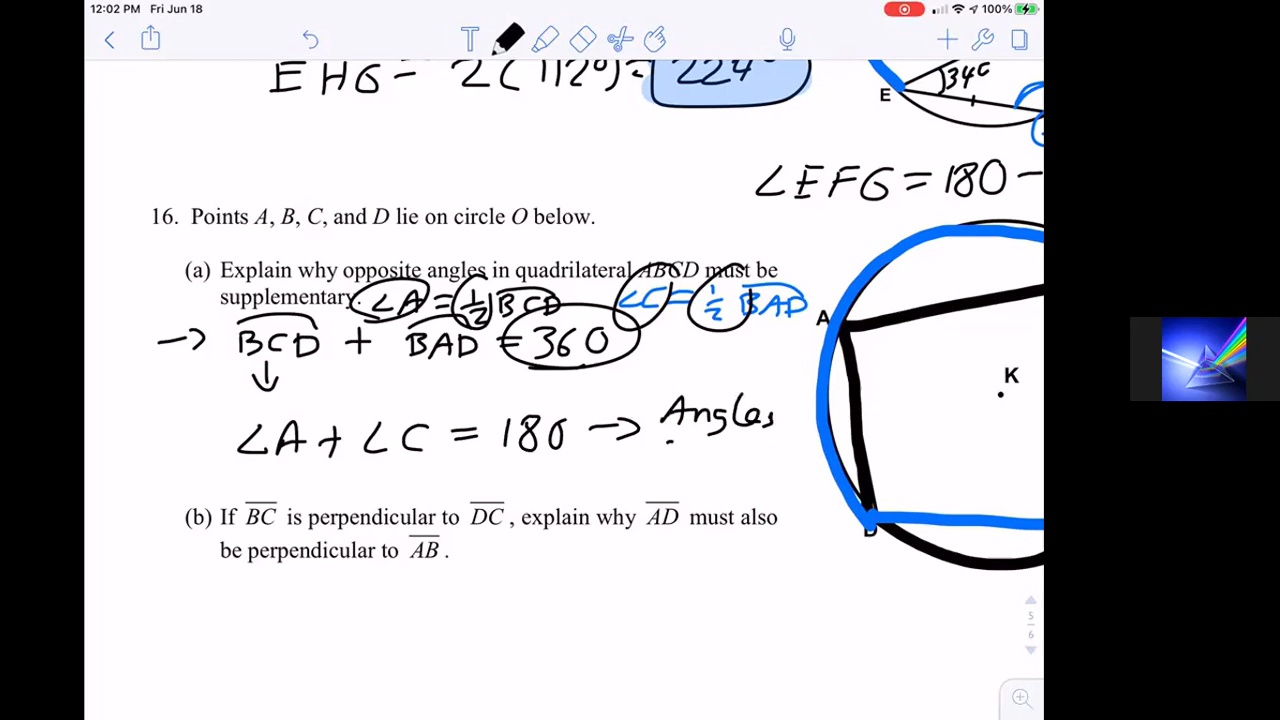 12:02 PM Fri Jun 18
100%
T
EHG = 2(112°) = 224°
34°
E
∠EFG = 180 −
16. Points A, B, C, and D lie on circle O below.
(a) Explain why opposite angles in quadrilateral ABCD must be
supplementary. ∠A = 1/2 BCD ∠C = 1/2 BAD
→ BCD + BAD = 360
↓
∠A + ∠C = 180 → Angles
A
K
D
(b) If BC is perpendicular to DC, explain why AD must also
be perpendicular to AB.
5
6